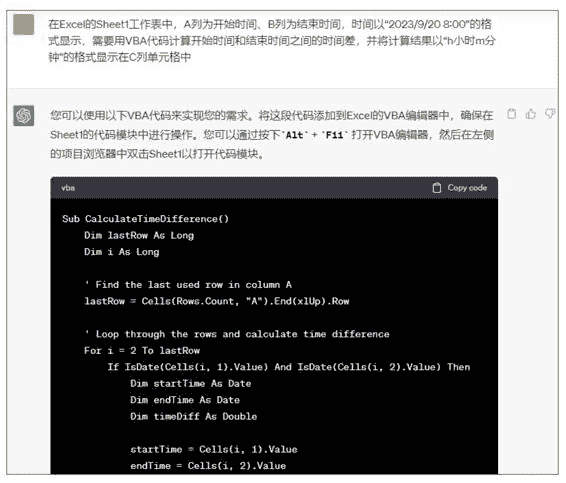 在Excel的Sheet1工作表中，A列为开始时间、B列为结束时间，时间以“2023/9/20 8:00”的格
式显示，需要用VBA代码计算开始时间和结束时间之间的时间差，并将计算结果以“h小时m分
钟”的格式显示在C列单元格中
您可以使用以下VBA代码来实现您的需求。将这段代码添加到Excel的VBA编辑器中，确保在
Sheet1的代码模块中进行操作。您可以通过按下`Alt` + `F11` 打开VBA编辑器，然后在左侧
的项目浏览器中双击Sheet1以打开代码模块。
vba Copy code
Sub CalculateTimeDifference()
Dim lastRow As Long
Dim i As Long
' Find the last used row in column A
lastRow = Cells(Rows.Count, "A").End(xlUp).Row
' Loop through the rows and calculate time difference
For i = 2 To lastRow
If IsDate(Cells(i, 1).Value) And IsDate(Cells(i, 2).Value) Then
Dim startTime As Date
Dim endTime As Date
Dim timeDiff As Double
startTime = Cells(i, 1).Value
endTime = Cells(i, 2).Value